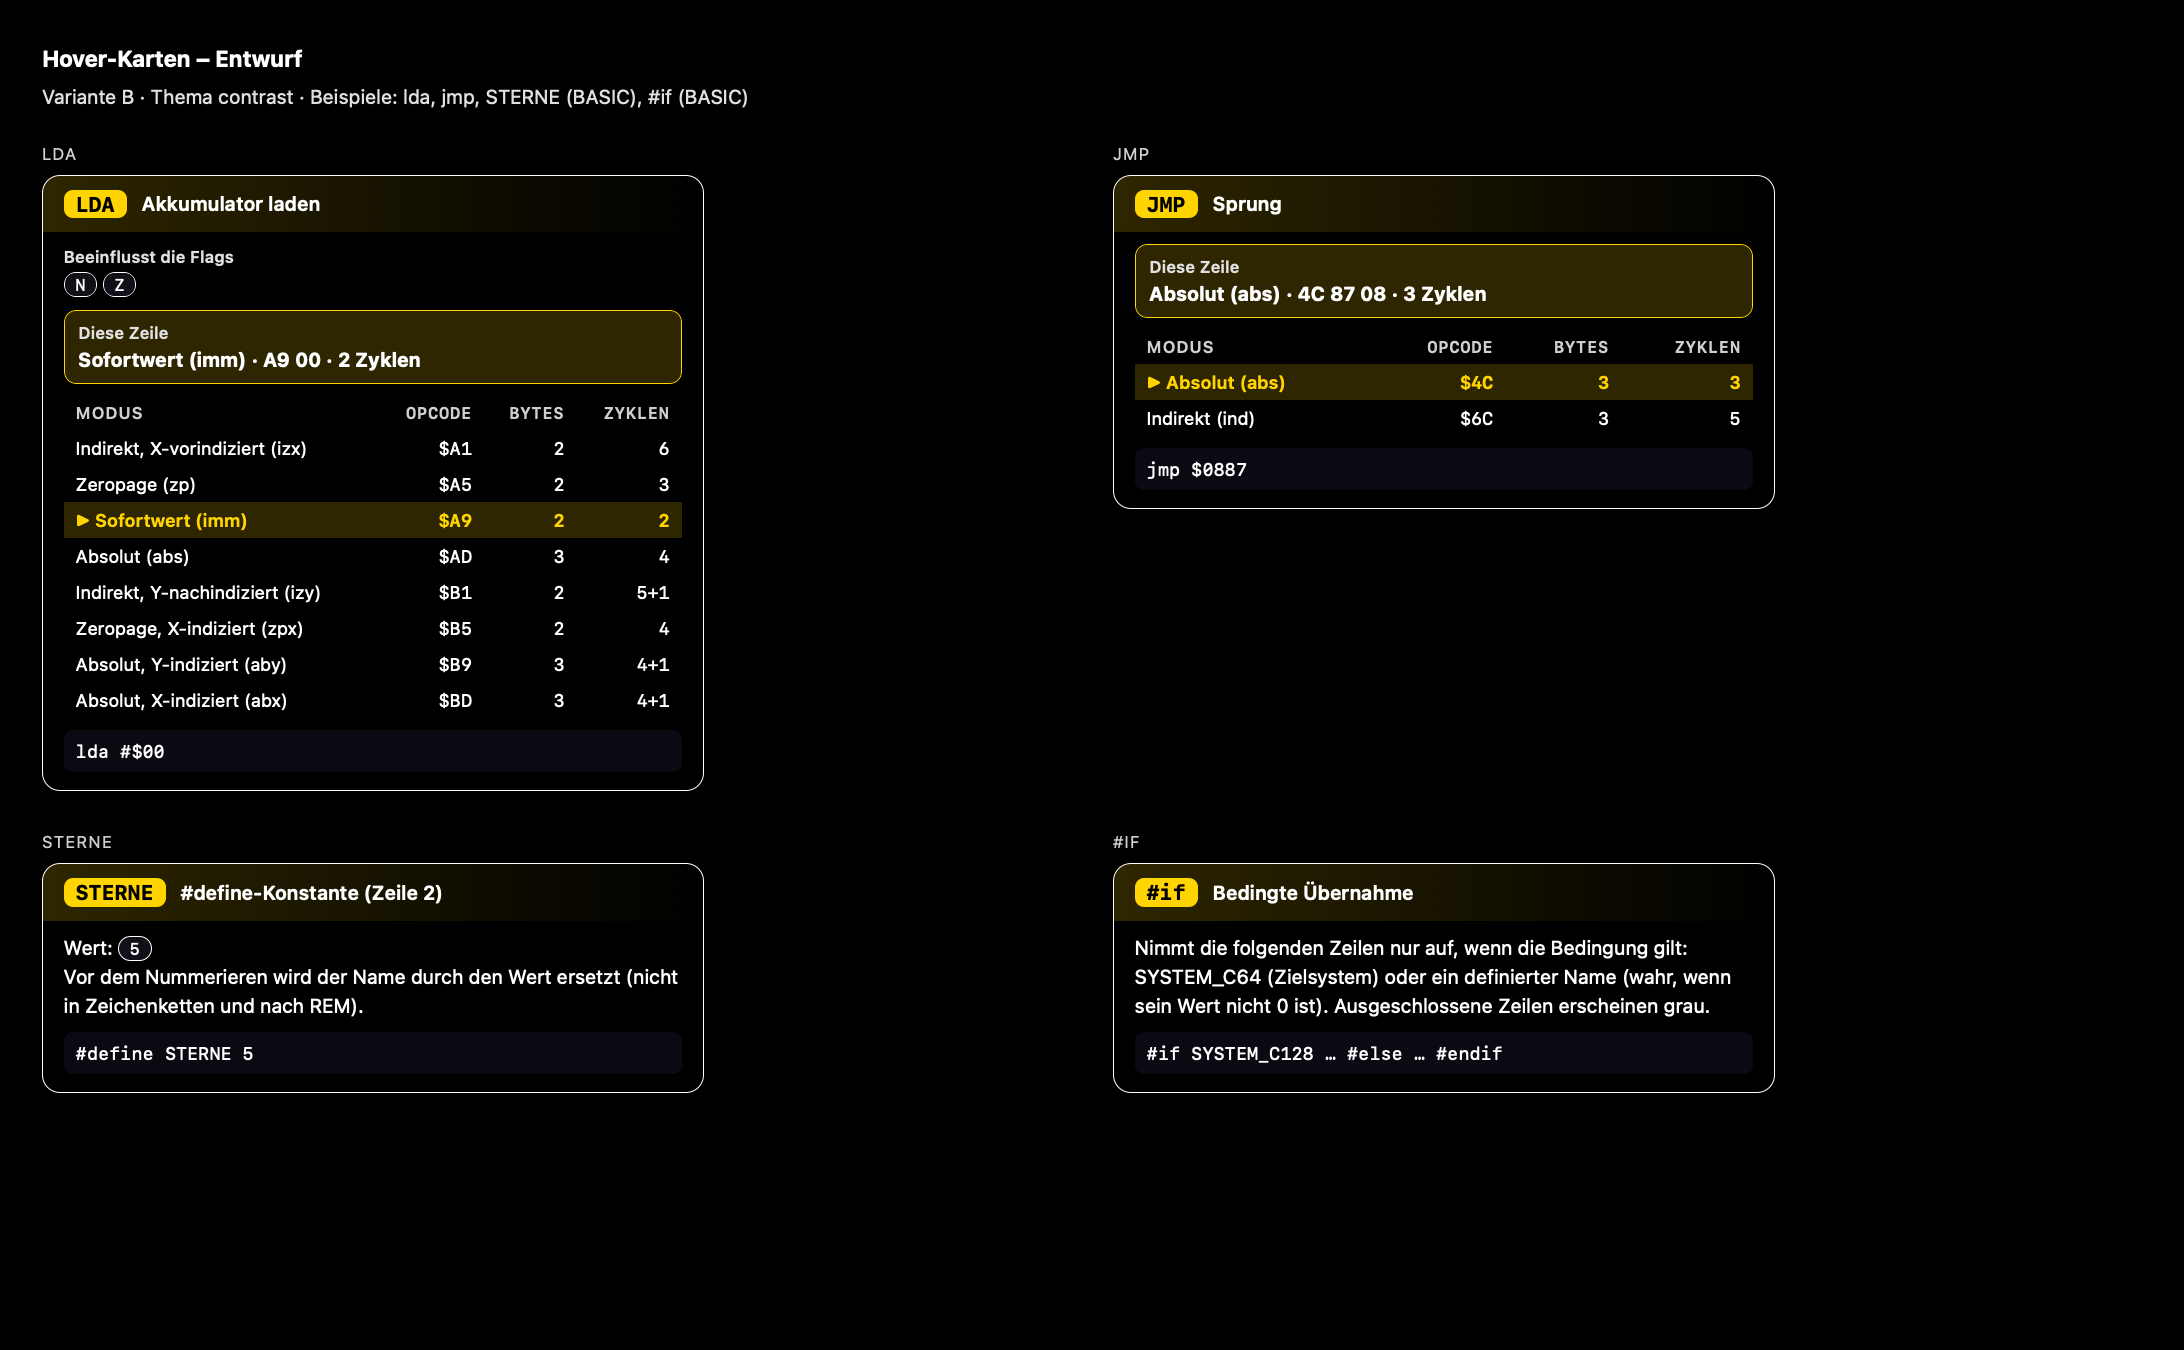 Hover-Karten – Entwurf
Variante B · Thema contrast · Beispiele: lda, jmp, STERNE (BASIC), #if (BASIC)
LDA
LDA Akkumulator laden
Beeinflusst die Flags
N Z
Diese Zeile
Sofortwert (imm) · A9 00 · 2 Zyklen
MODUS OPCODE BYTES ZYKLEN
Indirekt, X-vorindiziert (izx) $A1 2 6
Zeropage (zp) $A5 2 3
▶ Sofortwert (imm) $A9 2 2
Absolut (abs) $AD 3 4
Indirekt, Y-nachindiziert (izy) $B1 2 5+1
Zeropage, X-indiziert (zpx) $B5 2 4
Absolut, Y-indiziert (aby) $B9 3 4+1
Absolut, X-indiziert (abx) $BD 3 4+1
lda #$00
JMP
JMP Sprung
Diese Zeile
Absolut (abs) · 4C 87 08 · 3 Zyklen
MODUS OPCODE BYTES ZYKLEN
▶ Absolut (abs) $4C 3 3
Indirekt (ind) $6C 3 5
jmp $0887
STERNE
STERNE #define-Konstante (Zeile 2)
Wert: 5
Vor dem Nummerieren wird der Name durch den Wert ersetzt (nicht
in Zeichenketten und nach REM).
#define STERNE 5
#IF
#if Bedingte Übernahme
Nimmt die folgenden Zeilen nur auf, wenn die Bedingung gilt:
SYSTEM_C64 (Zielsystem) oder ein definierter Name (wahr, wenn
sein Wert nicht 0 ist). Ausgeschlossene Zeilen erscheinen grau.
#if SYSTEM_C128 … #else … #endif